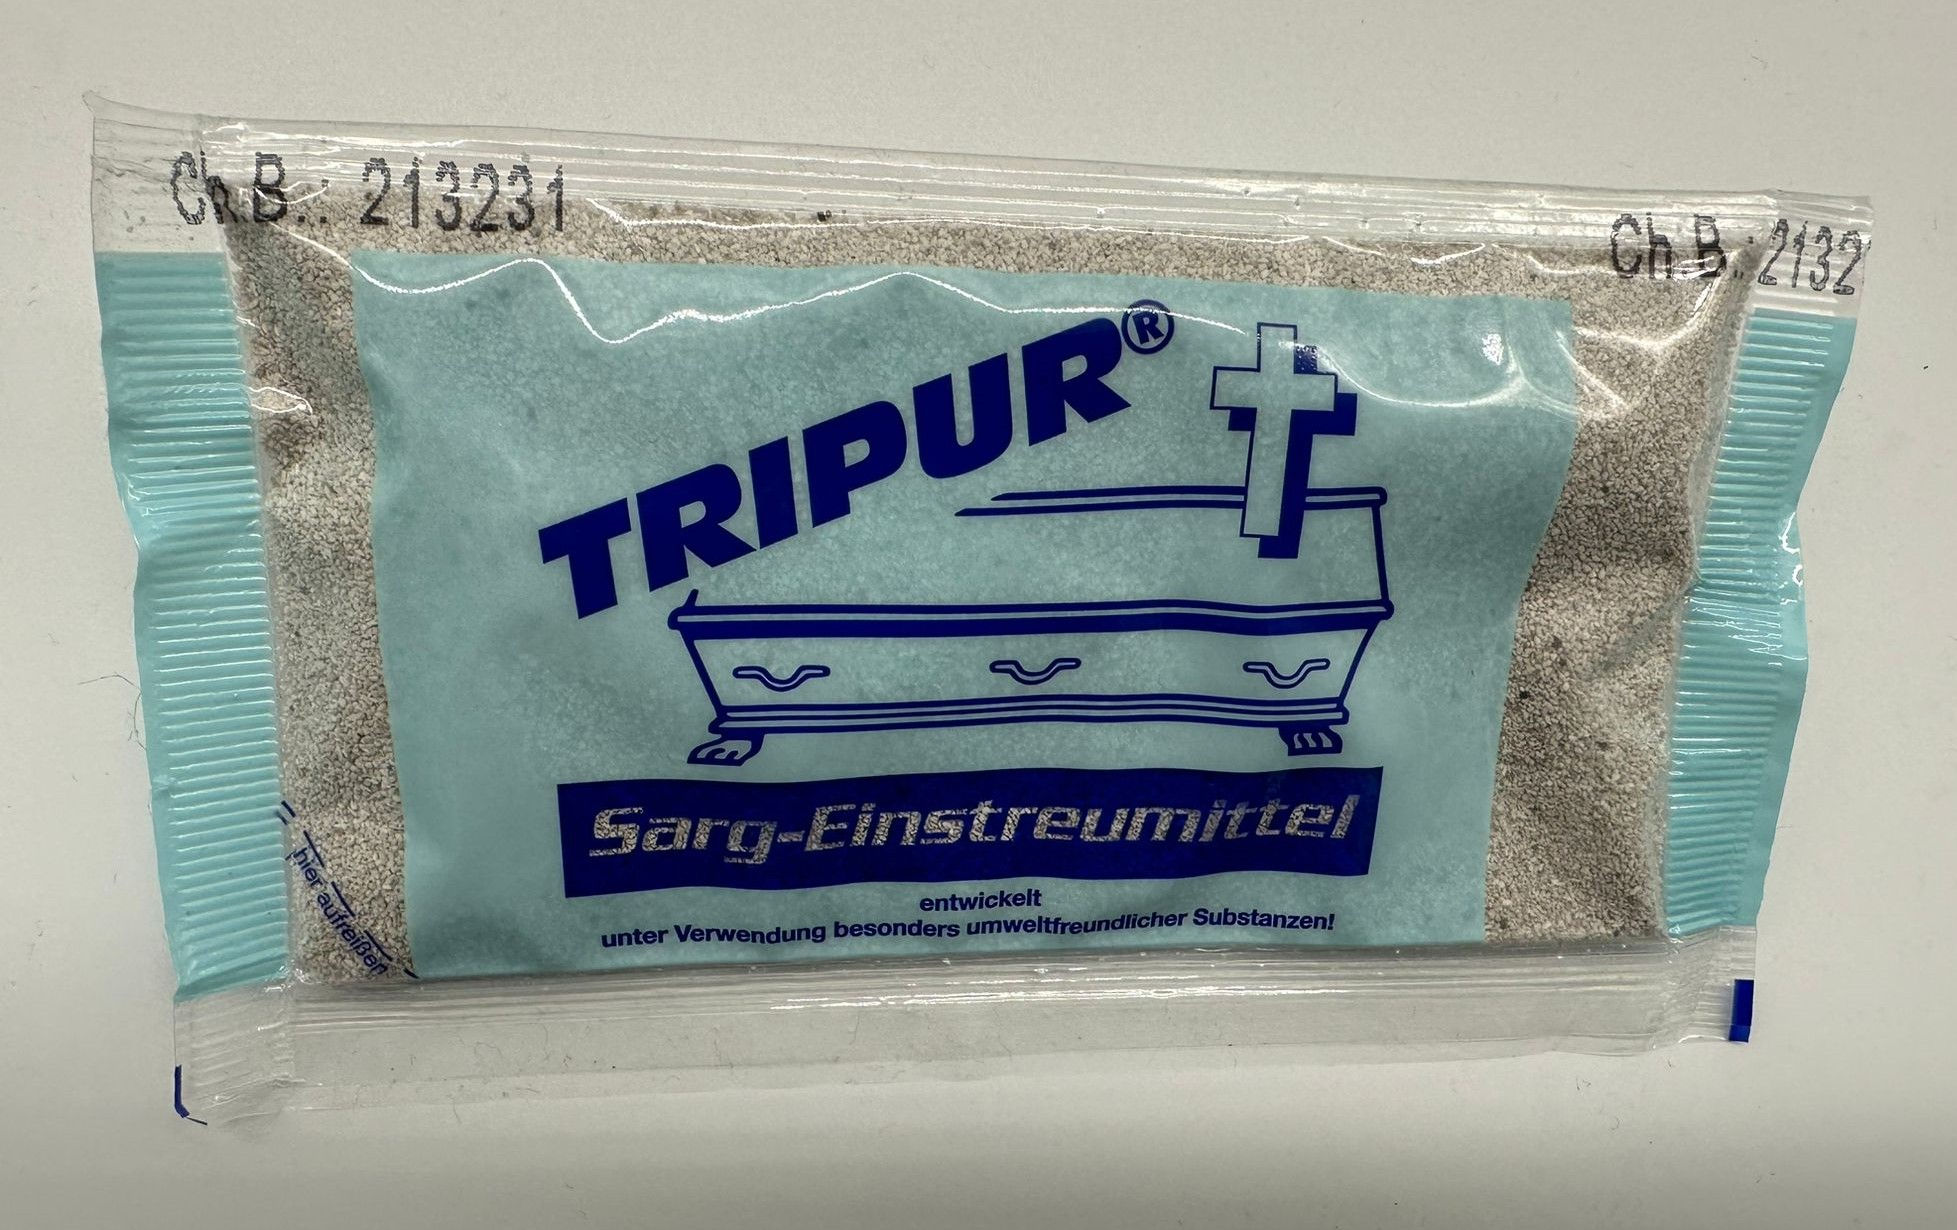 Ch.B.: 213231
Ch.B.: 2132
TRIPUR®
Sarg-Einstreumittel
entwickelt
unter Verwendung besonders umweltfreundlicher Substanzen!
hier aufreißen